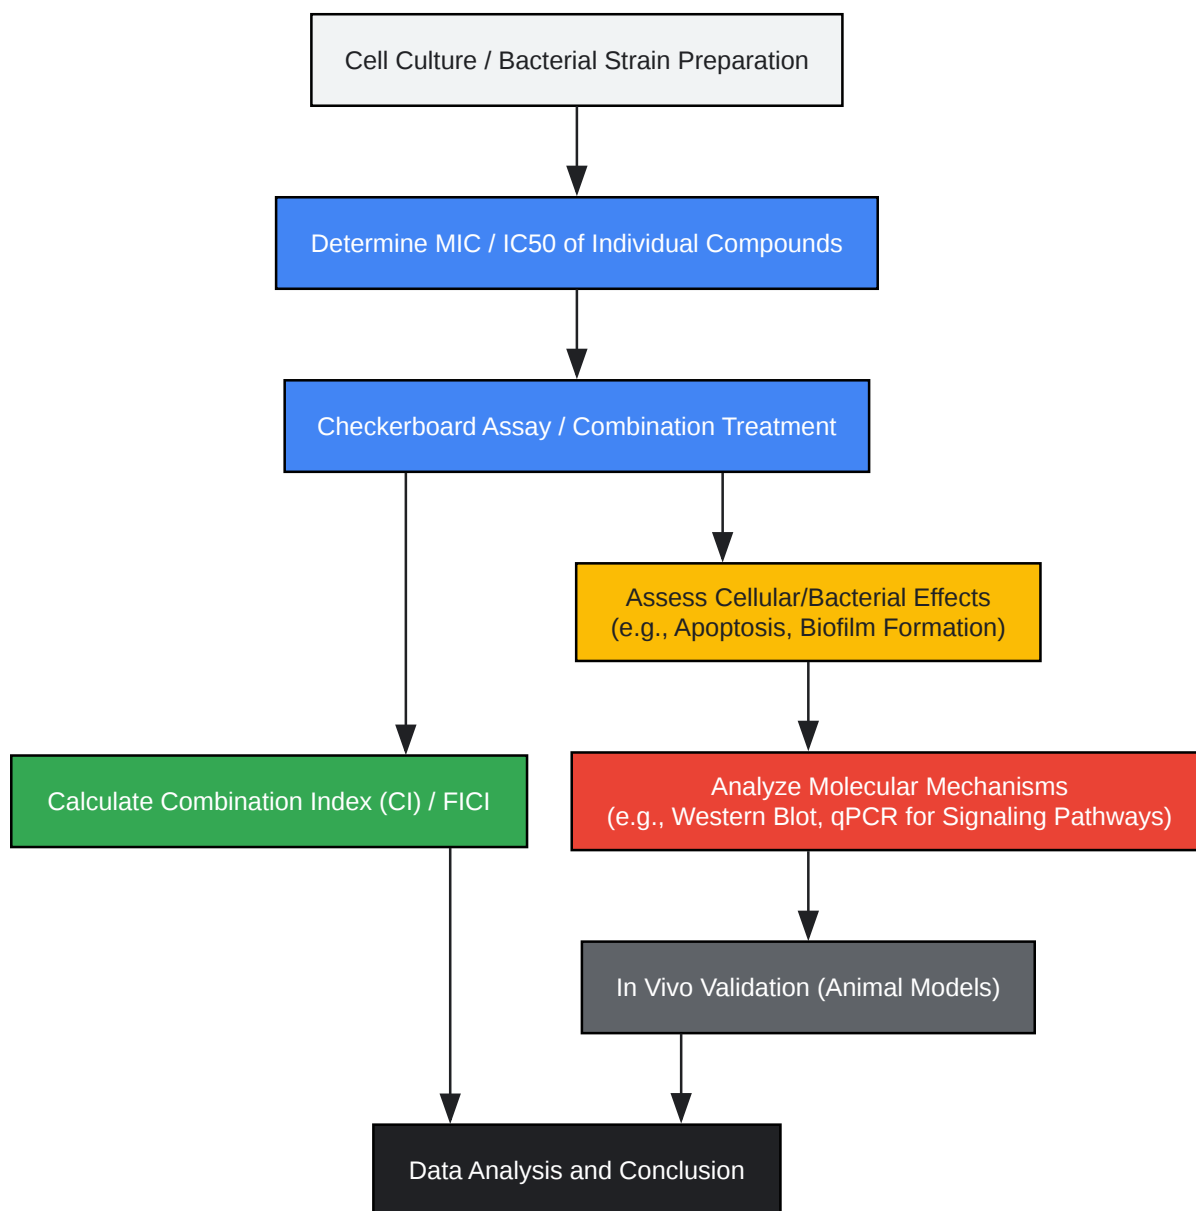 Cell Culture / Bacterial Strain Preparation
Determine MIC / IC50 of Individual Compounds
Checkerboard Assay / Combination Treatment
Assess Cellular/Bacterial Effects
(e.g., Apoptosis, Biofilm Formation)
Calculate Combination Index (CI) / FICI
Analyze Molecular Mechanisms
(e.g., Western Blot, qPCR for Signaling Pathways)
In Vivo Validation (Animal Models)
Data Analysis and Conclusion